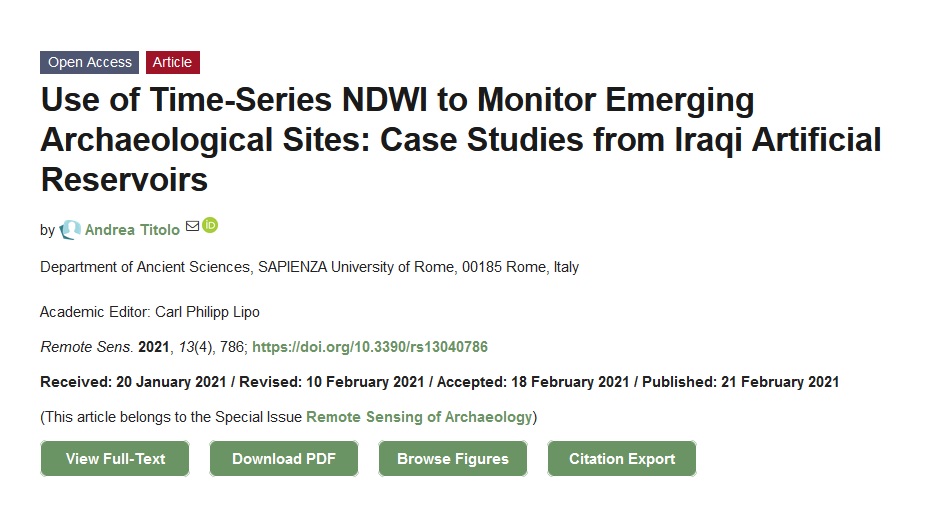 Open Access Article
Use of Time-Series NDWI to Monitor Emerging
Archaeological Sites: Case Studies from Iraqi Artificial
Reservoirs
by Andrea Titolo iD
Department of Ancient Sciences, SAPIENZA University of Rome, 00185 Rome, Italy
Academic Editor: Carl Philipp Lipo
Remote Sens. 2021, 13(4), 786; https://doi.org/10.3390/rs13040786
Received: 20 January 2021 / Revised: 10 February 2021 / Accepted: 18 February 2021 / Published: 21 February 2021
(This article belongs to the Special Issue Remote Sensing of Archaeology)
View Full-Text Download PDF Browse Figures Citation Export